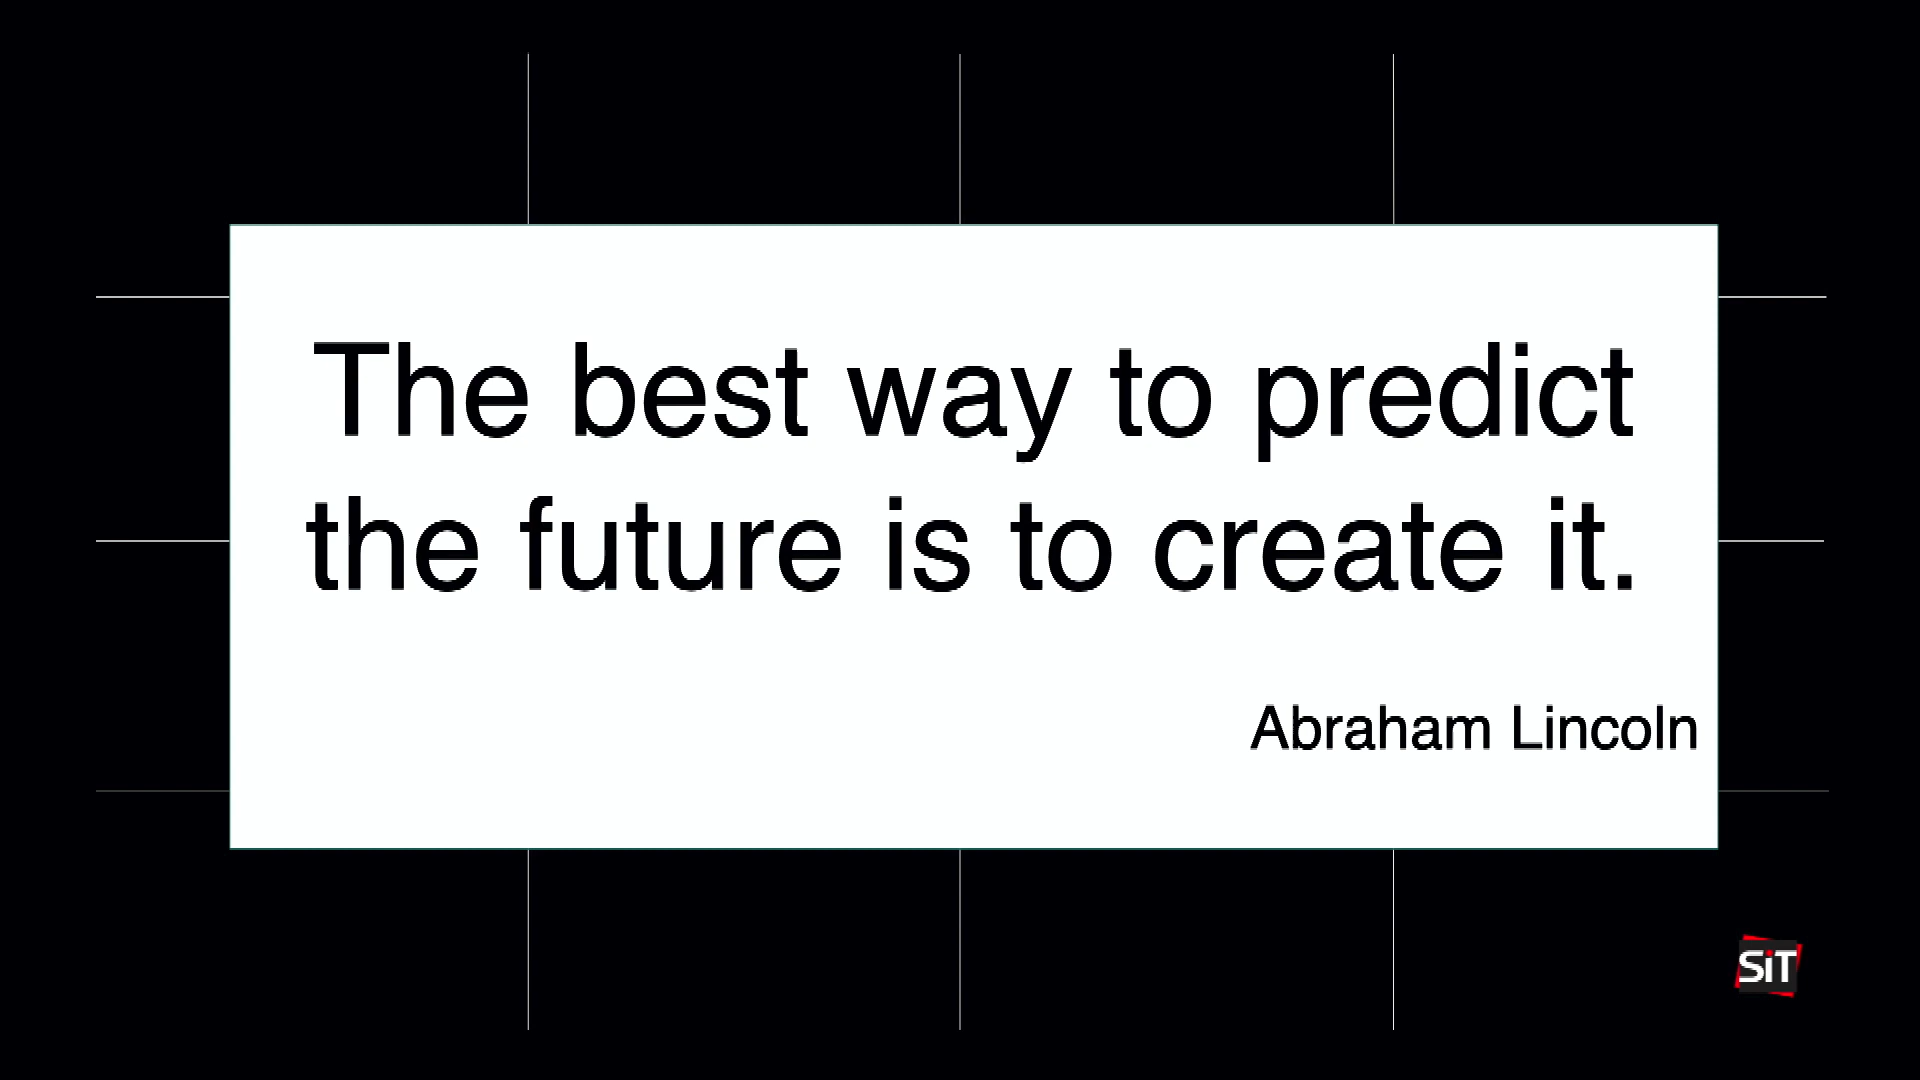 The best way to predict
the future is to create it.
Abraham Lincoln
SiT